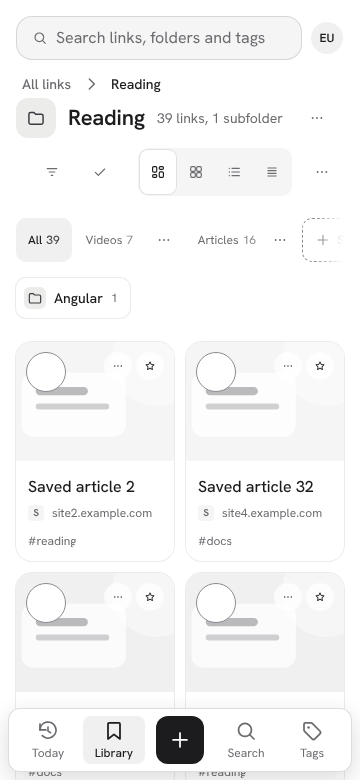 Search links, folders and tags
EU
All links > Reading
Reading 39 links, 1 subfolder
All 39 Videos 7 Articles 16
Angular 1
Saved article 2
S site2.example.com
#reading
Saved article 32
S site4.example.com
#docs
#docs
#reading
Today Library Search Tags